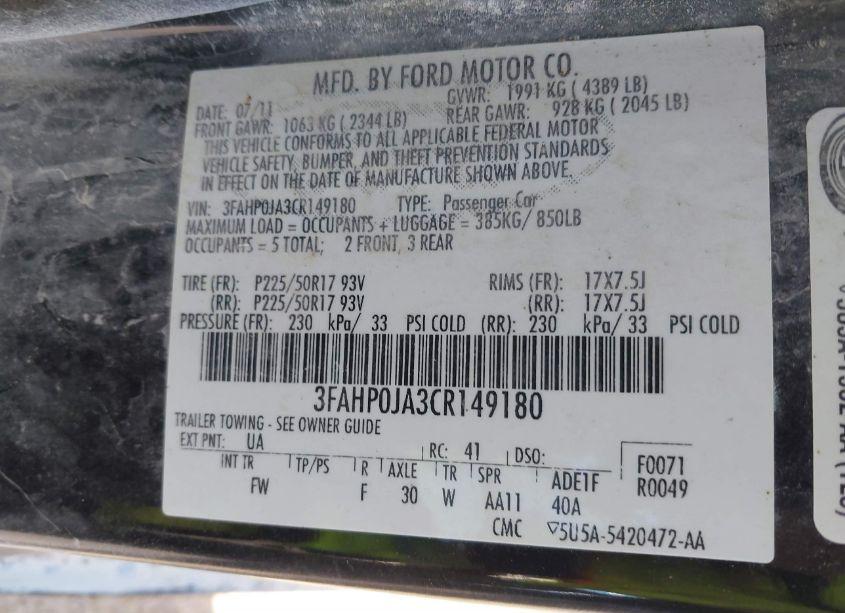 MFD. BY FORD MOTOR CO.
DATE: 07/11 GVWR: 1991 KG ( 4389 LB)
FRONT GAWR: 1063 KG ( 2344 LB) REAR GAWR: 928 KG ( 2045 LB)
THIS VEHICLE CONFORMS TO ALL APPLICABLE FEDERAL MOTOR
VEHICLE SAFETY, BUMPER, AND THEFT PREVENTION STANDARDS
IN EFFECT ON THE DATE OF MANUFACTURE SHOWN ABOVE.
VIN: 3FAHP0JA3CR149180 TYPE: Passenger Car
MAXIMUM LOAD = OCCUPANTS + LUGGAGE = 385KG/ 850LB
OCCUPANTS = 5 TOTAL; 2 FRONT, 3 REAR
TIRE (FR): P225/50R17 93V RIMS (FR): 17X7.5J
(RR): P225/50R17 93V (RR): 17X7.5J
PRESSURE (FR): 230 kPa/ 33 PSI COLD (RR): 230 kPa/ 33 PSI COLD
3FAHP0JA3CR149180
TRAILER TOWING - SEE OWNER GUIDE
EXT PNT: UA RC: 41 DSO: F0071
INT TR TP/PS R AXLE TR SPR ADE1F R0049
FW F 30 W AA11 40A
CMC ▽5U5A-5420472-AA